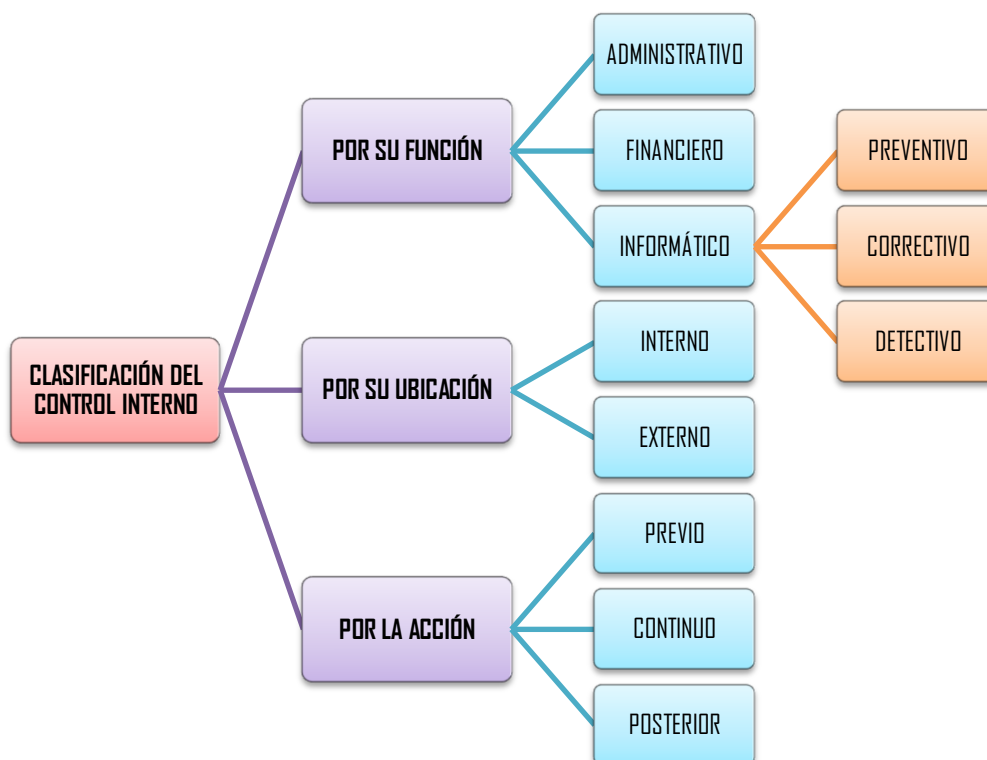 CLASIFICACIÓN DEL
CONTROL INTERNO
POR SU FUNCIÓN
ADMINISTRATIVO
FINANCIERO
INFORMÁTICO
PREVENTIVO
CORRECTIVO
DETECTIVO
POR SU UBICACIÓN
INTERNO
EXTERNO
POR LA ACCIÓN
PREVIO
CONTINUO
POSTERIOR